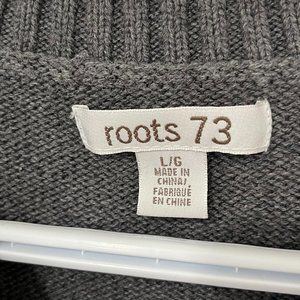 roots 73
L/G
MADE IN
CHINA/
FABRIQUÉ
EN CHINE